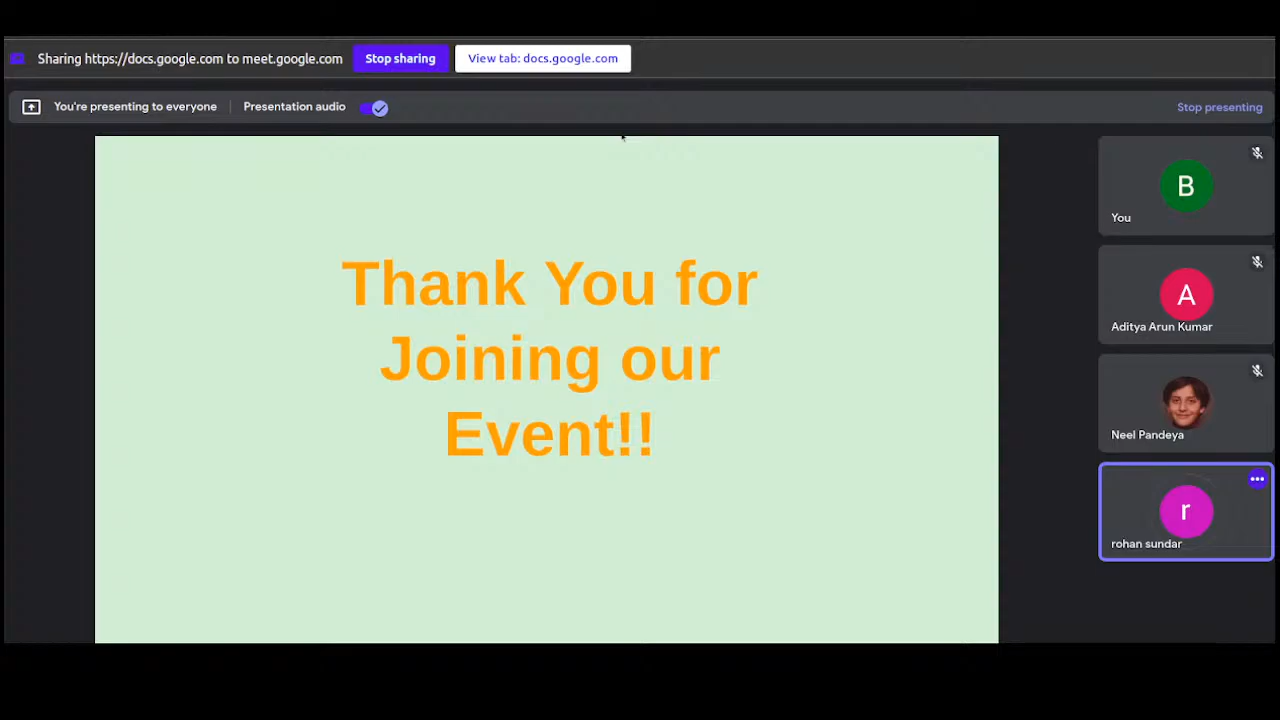 Sharing https://docs.google.com to meet.google.com Stop sharing View tab: docs.google.com
You're presenting to everyone Presentation audio Stop presenting
Thank You for
Joining our
Event!!
B
You
A
Aditya Arun Kumar
Neel Pandeya
r
rohan sundar